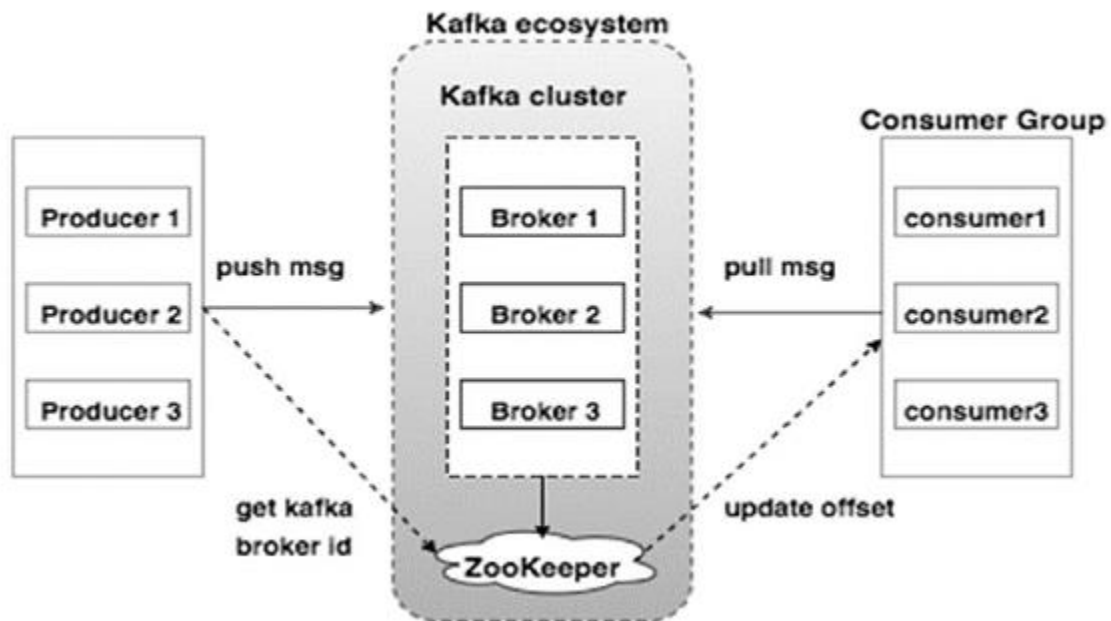 Kafka ecosystem
Kafka cluster
Consumer Group
Producer 1
Producer 2
Producer 3
push msg
Broker 1
Broker 2
Broker 3
pull msg
consumer1
consumer2
consumer3
get kafka
broker id
ZooKeeper
update offset